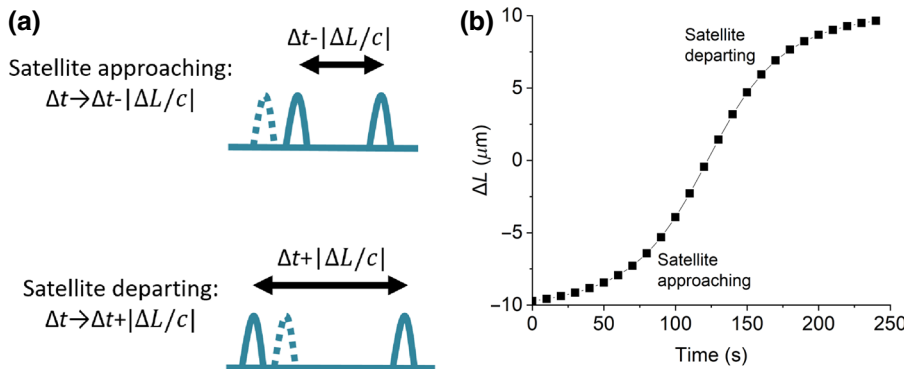 (a)
Δt-|ΔL/c|
Satellite approaching:
Δt→Δt-|ΔL/c|
Δt+|ΔL/c|
Satellite departing:
Δt→Δt+|ΔL/c|
(b)
10
5
0
−5
−10
ΔL (μm)
Satellite
departing
Satellite
approaching
0
50
100
150
200
250
Time (s)